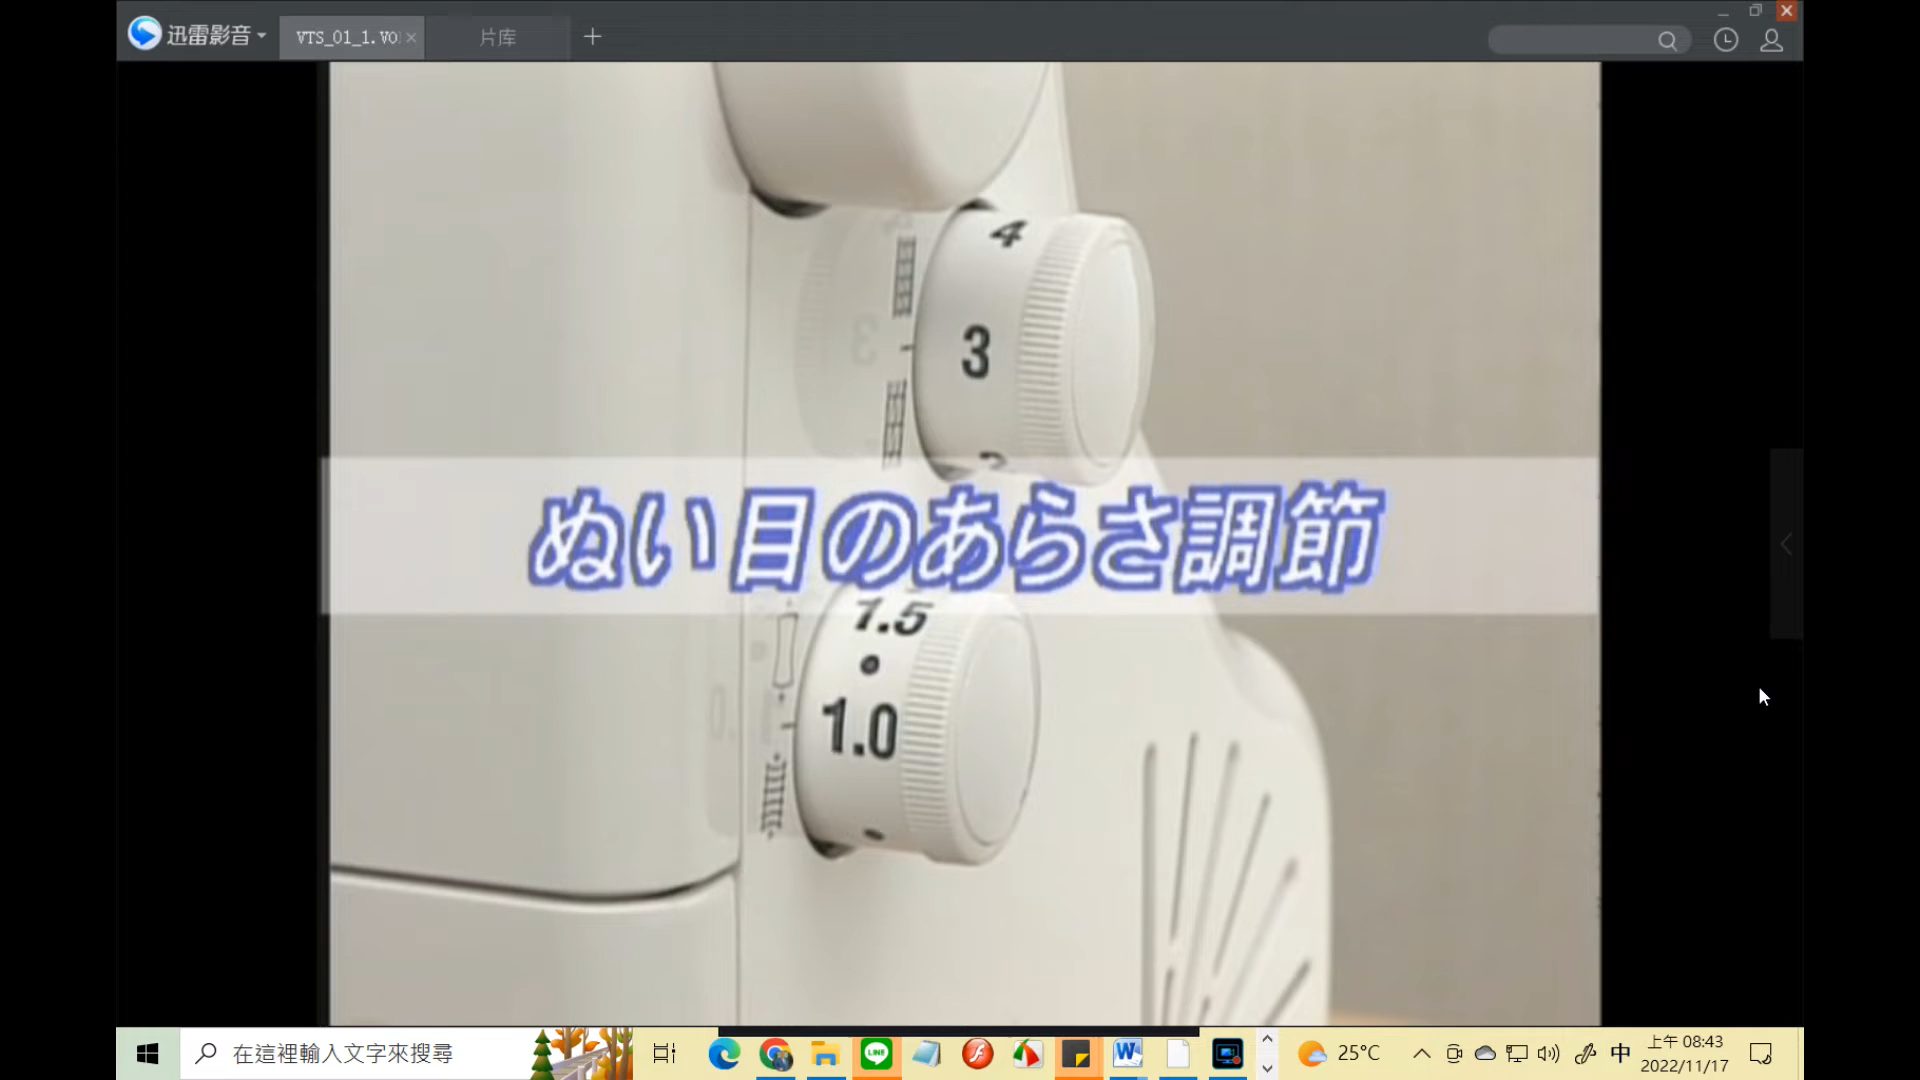 迅雷影音
VTS_01_1.VO
片库
4
3
2
ぬい目のあらさ調節
1.5
1.0
在這裡輸入文字來搜尋
LINE
25°C
中
上午 08:43
2022/11/17